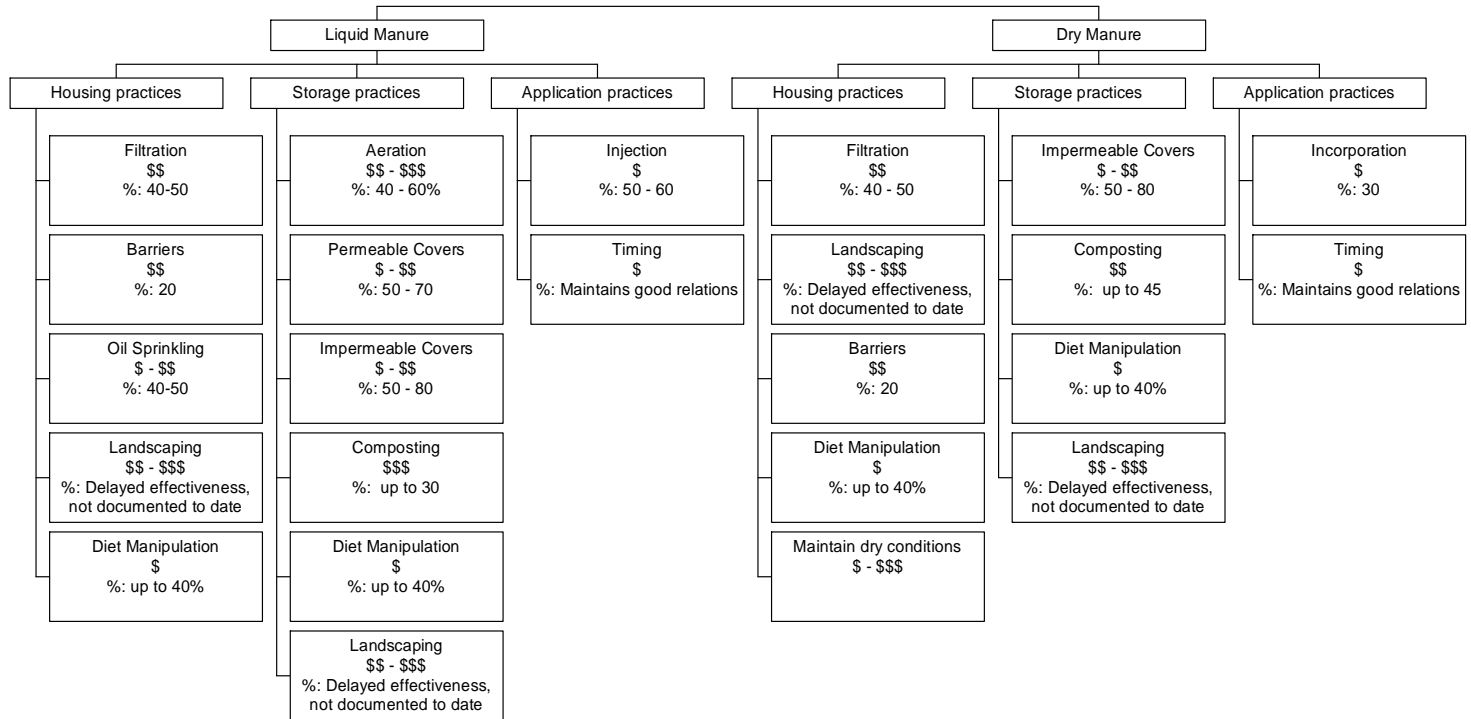 Liquid Manure
Dry Manure
Housing practices
Storage practices
Application practices
Housing practices
Storage practices
Application practices
Filtration
$$
%: 40-50
Barriers
$$
%: 20
Oil Sprinkling
$ - $$
%: 40-50
Landscaping
$$ - $$$
%: Delayed effectiveness,
not documented to date
Diet Manipulation
$
%: up to 40%
Aeration
$$ - $$$
%: 40 - 60%
Permeable Covers
$ - $$
%: 50 - 70
Impermeable Covers
$ - $$
%: 50 - 80
Composting
$$$
%: up to 30
Diet Manipulation
$
%: up to 40%
Landscaping
$$ - $$$
%: Delayed effectiveness,
not documented to date
Injection
$
%: 50 - 60
Timing
$
%: Maintains good relations
Filtration
$$
%: 40 - 50
Landscaping
$$ - $$$
%: Delayed effectiveness,
not documented to date
Barriers
$$
%: 20
Diet Manipulation
$
%: up to 40%
Maintain dry conditions
$ - $$$
Impermeable Covers
$ - $$
%: 50 - 80
Composting
$$
%: up to 45
Diet Manipulation
$
%: up to 40%
Landscaping
$$ - $$$
%: Delayed effectiveness,
not documented to date
Incorporation
$
%: 30
Timing
$
%: Maintains good relations